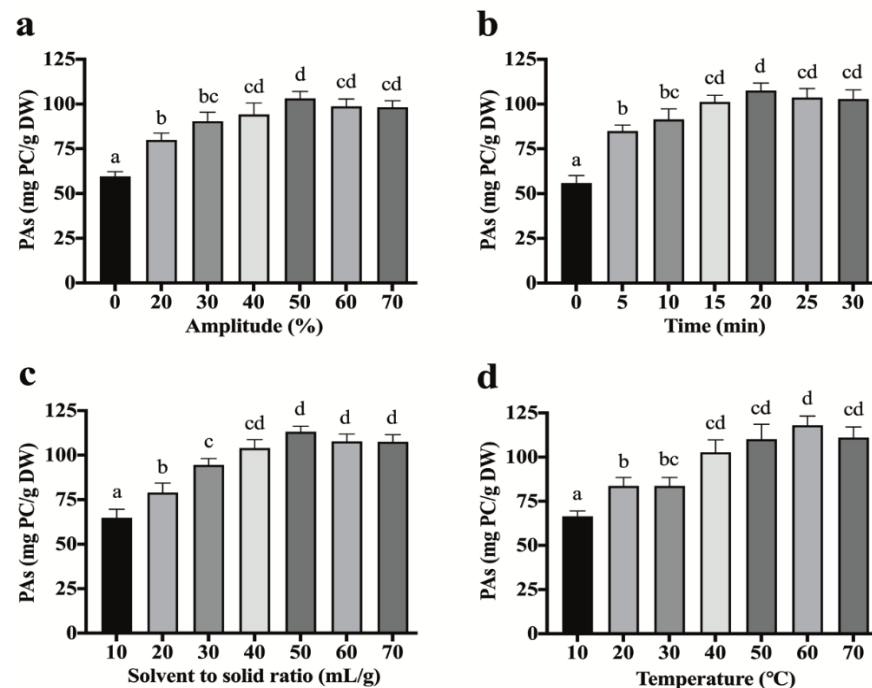 a
PAs (mg PC/g DW)
125
100
75
50
25
0
a
b
bc
cd
d
cd
cd
0 20 30 40 50 60 70
Amplitude (%)
b
PAs (mg PC/g DW)
125
100
75
50
25
0
a
b
bc
cd
d
cd
cd
0 5 10 15 20 25 30
Time (min)
c
PAs (mg PC/g DW)
125
100
75
50
25
0
a
b
c
cd
d
d
d
10 20 30 40 50 60 70
Solvent to solid ratio (mL/g)
d
PAs (mg PC/g DW)
125
100
75
50
25
0
a
b
bc
cd
cd
d
cd
10 20 30 40 50 60 70
Temperature (℃)